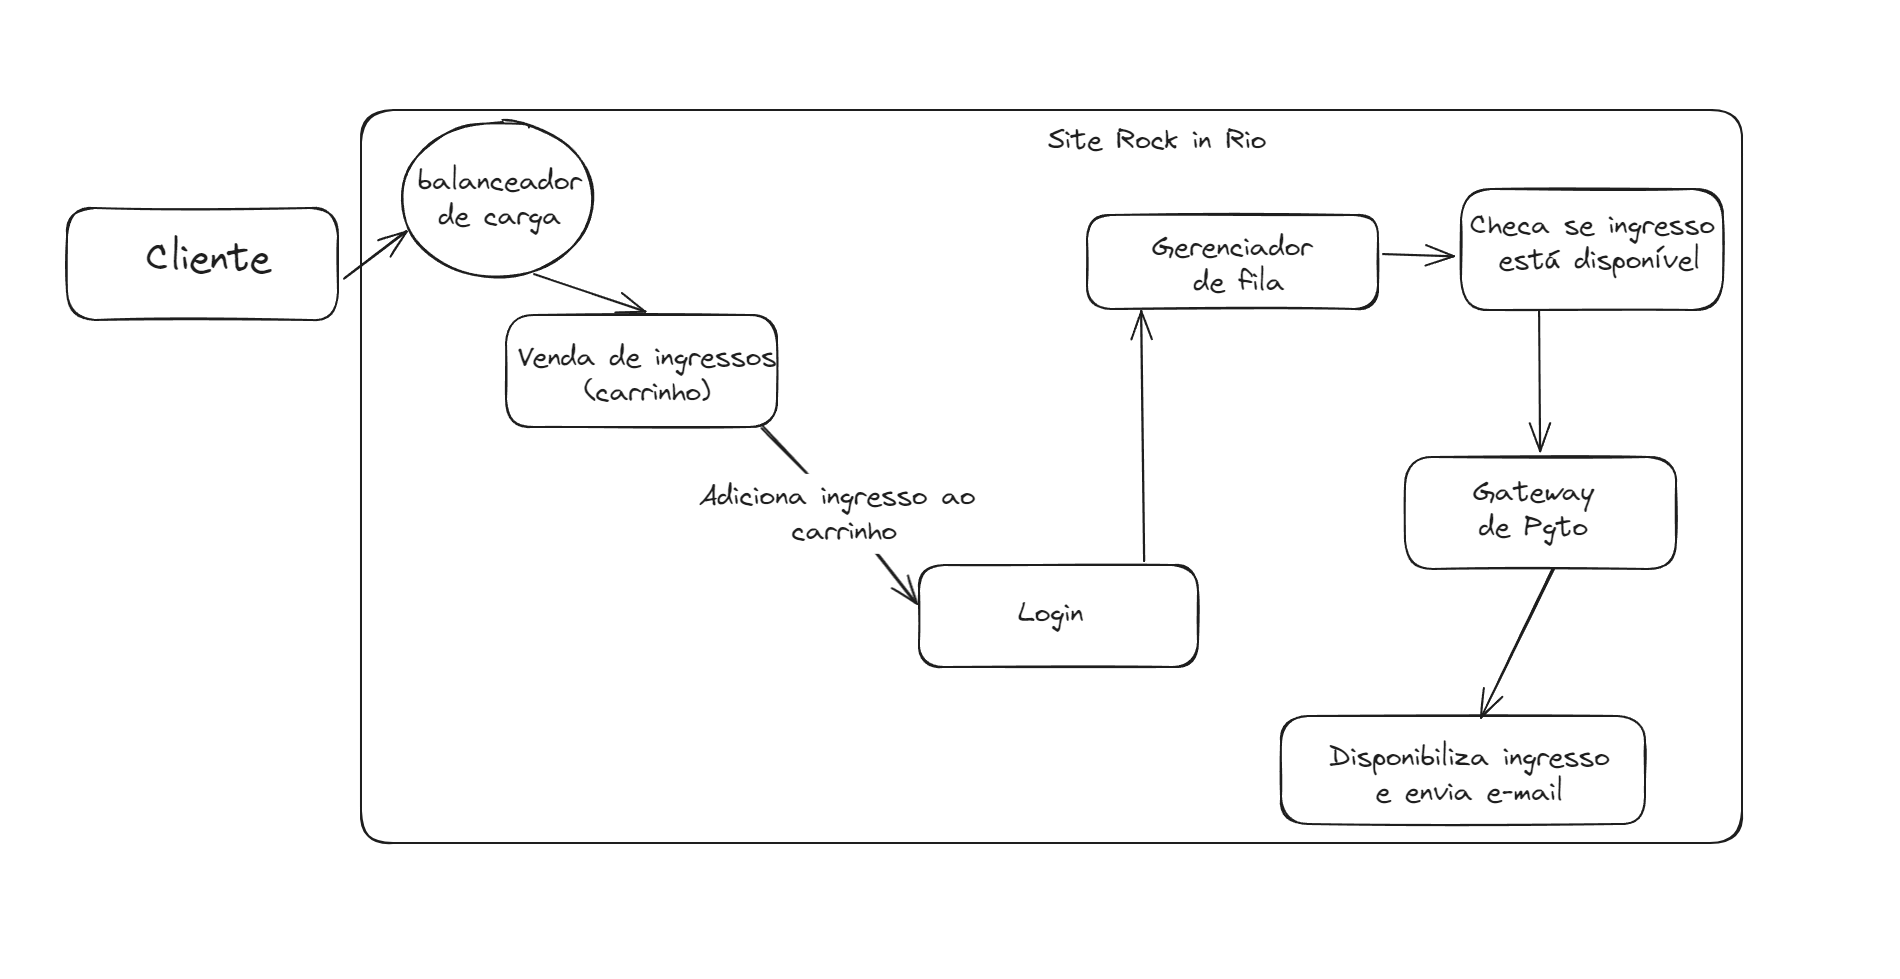 Site Rock in Rio
Cliente
balanceador
de carga
Venda de ingressos
(carrinho)
Adiciona ingresso ao
carrinho
Login
Gerenciador
de fila
Checa se ingresso
está disponível
Gateway
de Pgto
Disponibiliza ingresso
e envia e-mail